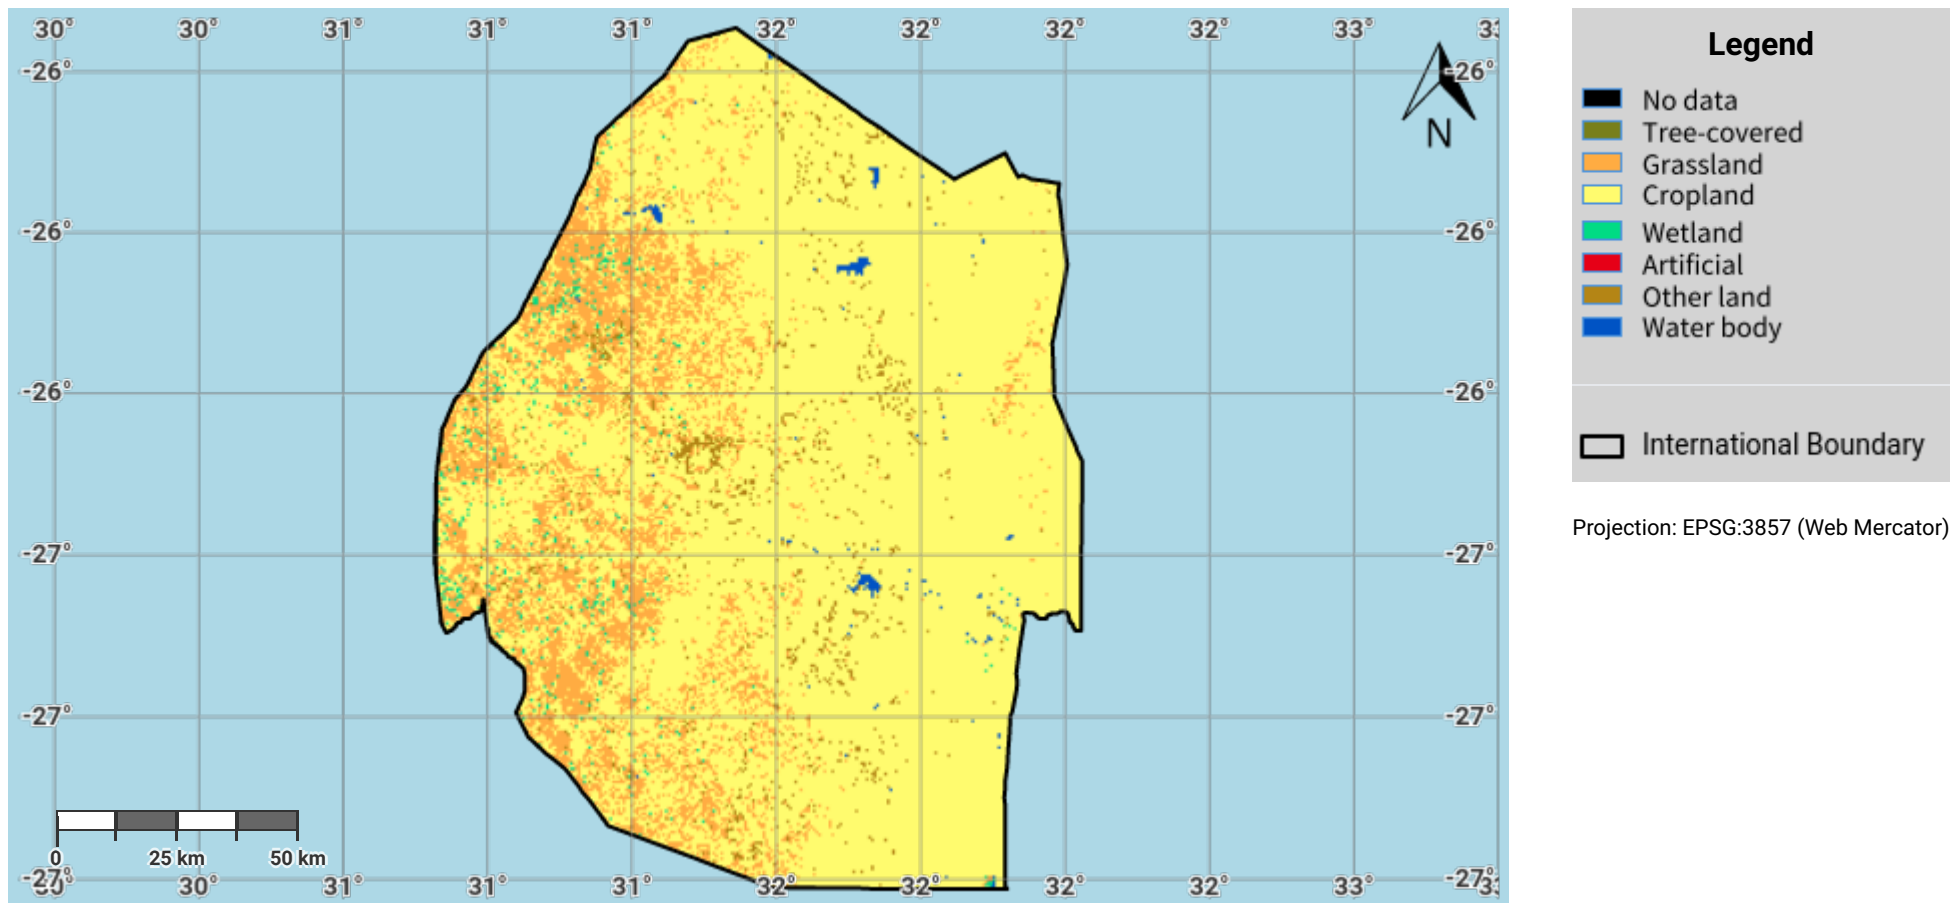 30° 30° 31° 31° 31° 32° 32° 32° 32° 33°
-26° -26°
N
-26° -26°
-26° -26°
-27° -27°
-27° -27°
0 25 km 50 km
-27° -27°
30° 31° 31° 31° 32° 32° 32° 32° 33°
Legend
No data
Tree-covered
Grassland
Cropland
Wetland
Artificial
Other land
Water body
International Boundary
Projection: EPSG:3857 (Web Mercator)